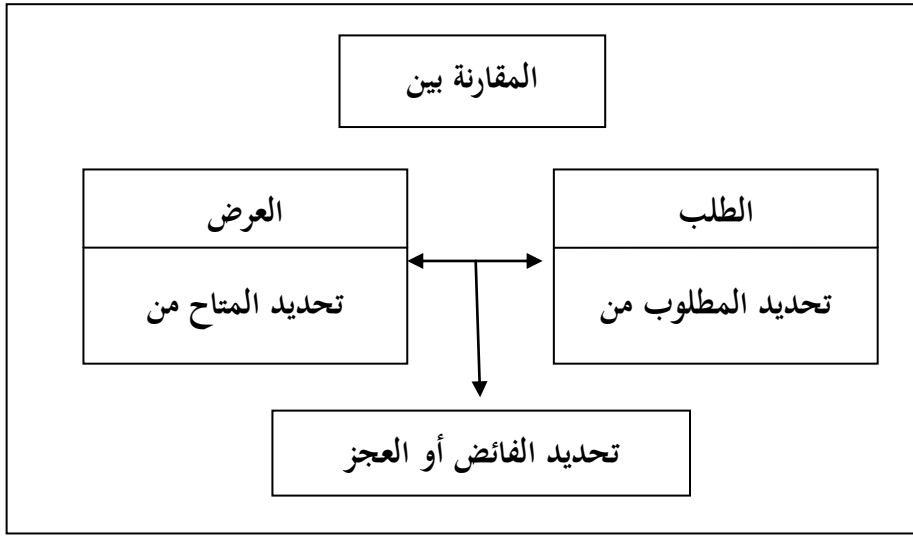 المقارنة بين
الطلب
العرض
تحديد المطلوب من
تحديد المتاح من
تحديد الفائض أو العجز